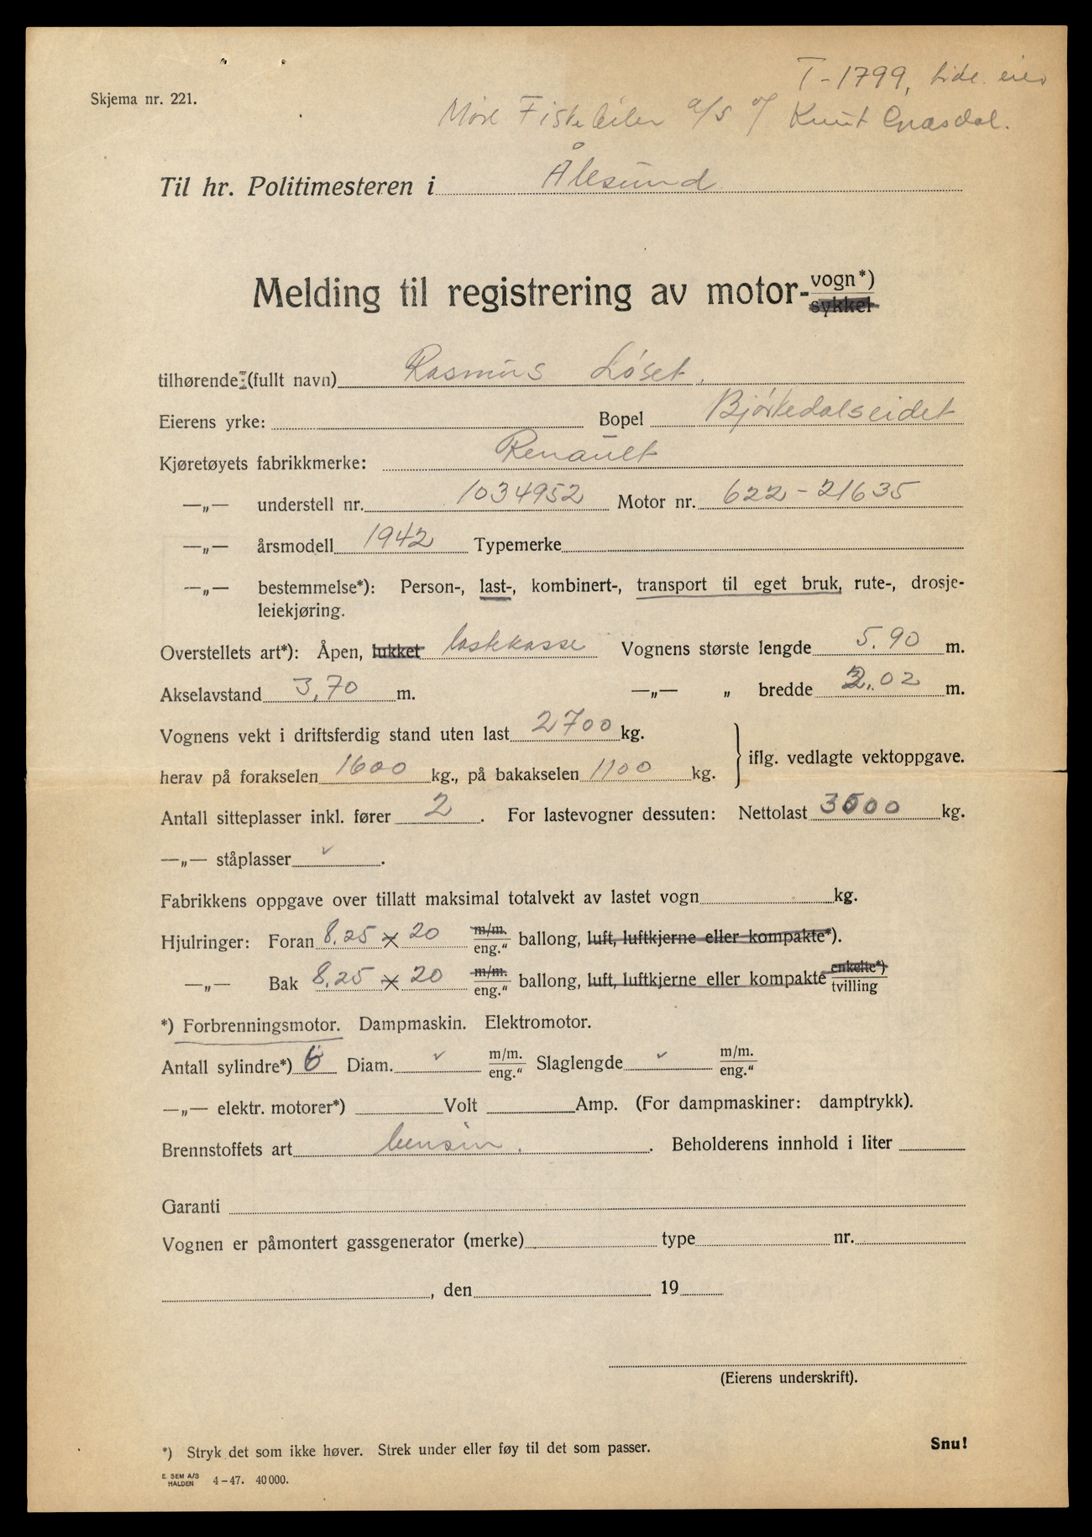 Skjema nr. 221.
T-1799, tidl. eier
Møre Fiskebiler a/s v/ Knut
Til hr. Politimesteren i Ålesund
Melding til registrering av motor- vogn*)
sykkel
tilhørende: (fullt navn) Rasmus Løset.
Eierens yrke: Bopel Bjørkedalseidet
Kjøretøyets fabrikkmerke: Renault
—„— understell nr. 1034952 Motor nr. 622-21635
—„— årsmodell 1942 Typemerke
—„— bestemmelse*): Person-, last-, kombinert-, transport til eget bruk, rute-, drosje-
leiekjøring.
Overstellets art*): Åpen, lukket lastekasse Vognens største lengde 5.90 m.
Akselavstand 3,70 m. —„— „ bredde 2.02 m.
Vognens vekt i driftsferdig stand uten last 2700 kg.
herav på forakselen 1600 kg., på bakakselen 1100 kg. iflg. vedlagte vektoppgave.
Antall sitteplasser inkl. fører 2. For lastevogner dessuten: Nettolast 3500 kg.
—„— ståplasser ✓.
Fabrikkens oppgave over tillatt maksimal totalvekt av lastet vogn kg.
Hjulringer: Foran 8.25 x 20 m/m. eng.“ ballong, luft, luftkjerne eller kompakte*).
—„— Bak 8.25 x 20 m/m. eng.“ ballong, luft, luftkjerne eller kompakte enkelte*) tvilling
*) Forbrenningsmotor. Dampmaskin. Elektromotor.
Antall sylindre*) 6 Diam. ✓ m/m. eng.“ Slaglengde ✓ m/m. eng.“
—„— elektr. motorer*) Volt Amp. (For dampmaskiner: damptrykk).
Brennstoffets art bensin. Beholderens innhold i liter
Garanti
Vognen er påmontert gassgenerator (merke) type nr.
, den 19
(Eierens underskrift).
*) Stryk det som ikke høver. Strek under eller føy til det som passer.
Snu!
E. SEM A/S
HALDEN 4-47. 40 000.